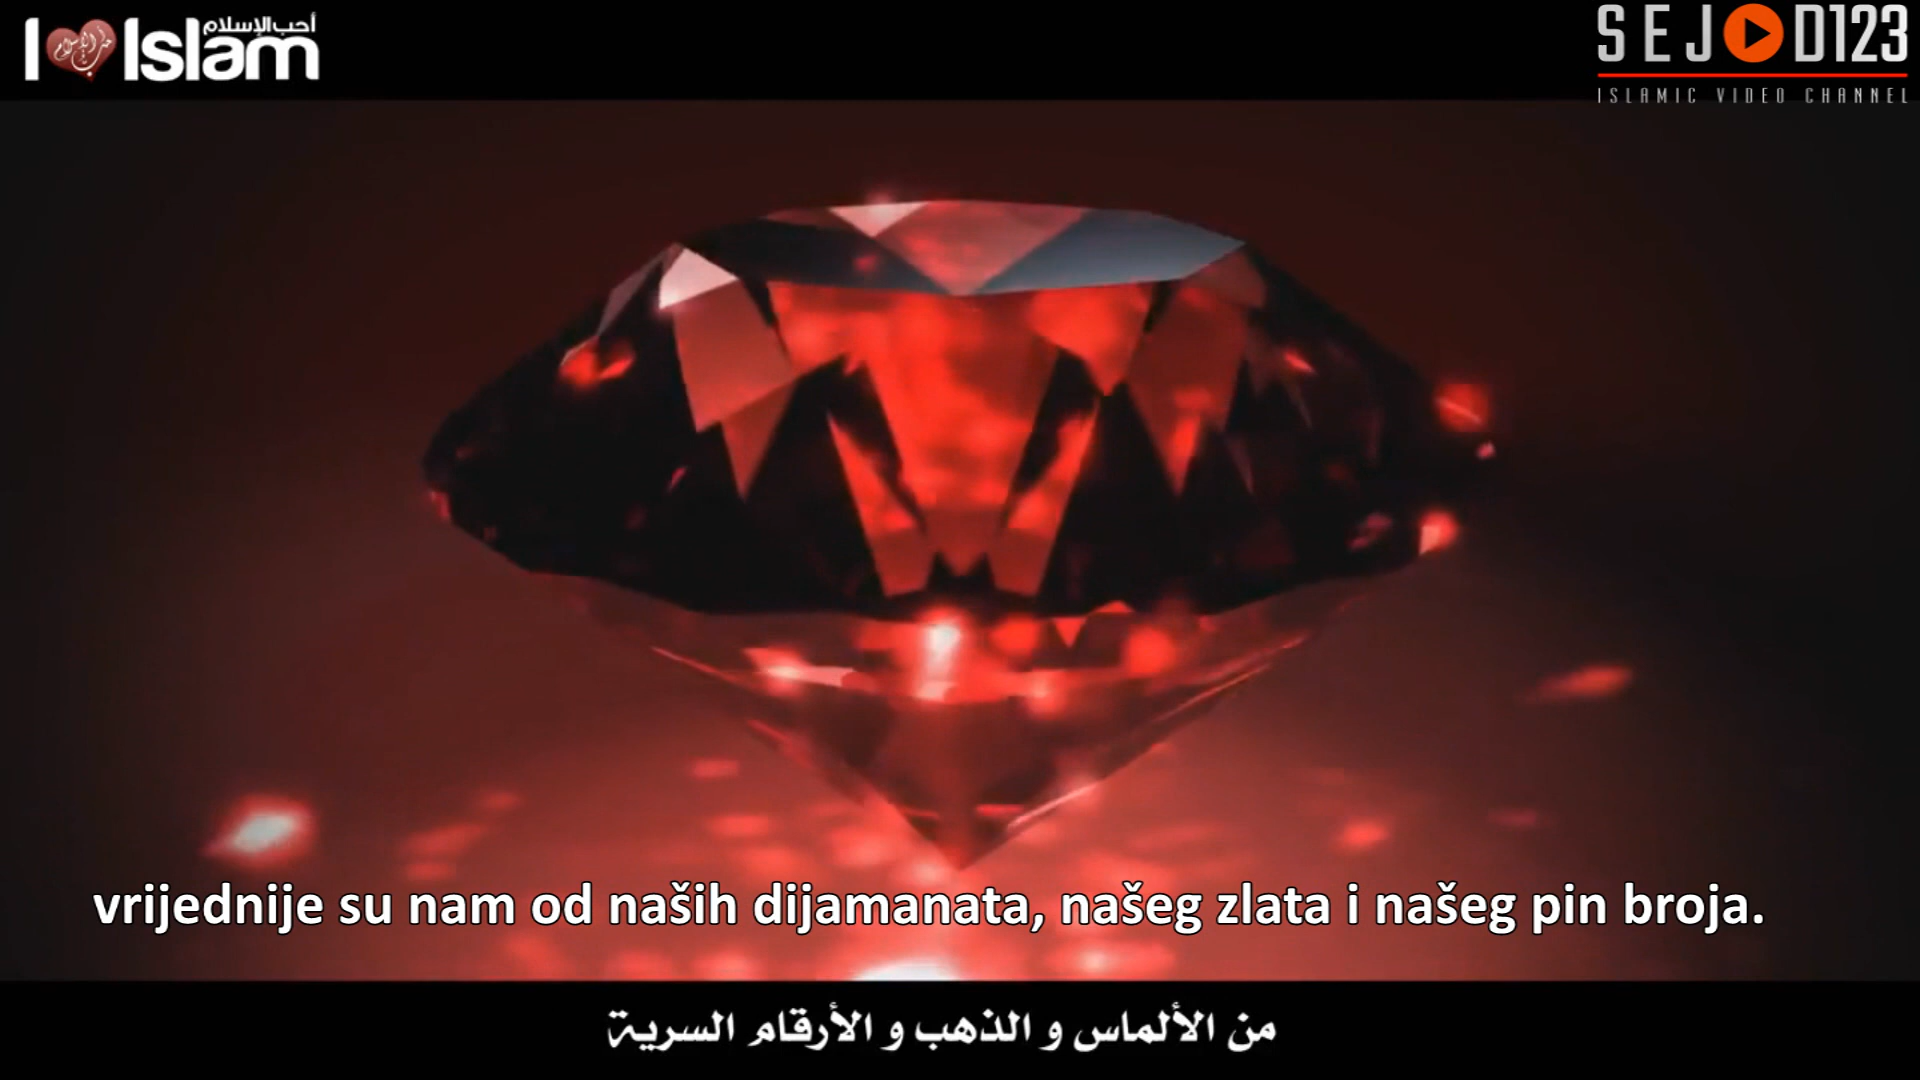 I Islam
أحب الإسلام
SEJOD123
ISLAMIC VIDEO CHANNEL
vrijednije su nam od naših dijamanata, našeg zlata i našeg pin broja.
من الألماس و الذهب و الأرقام السرية